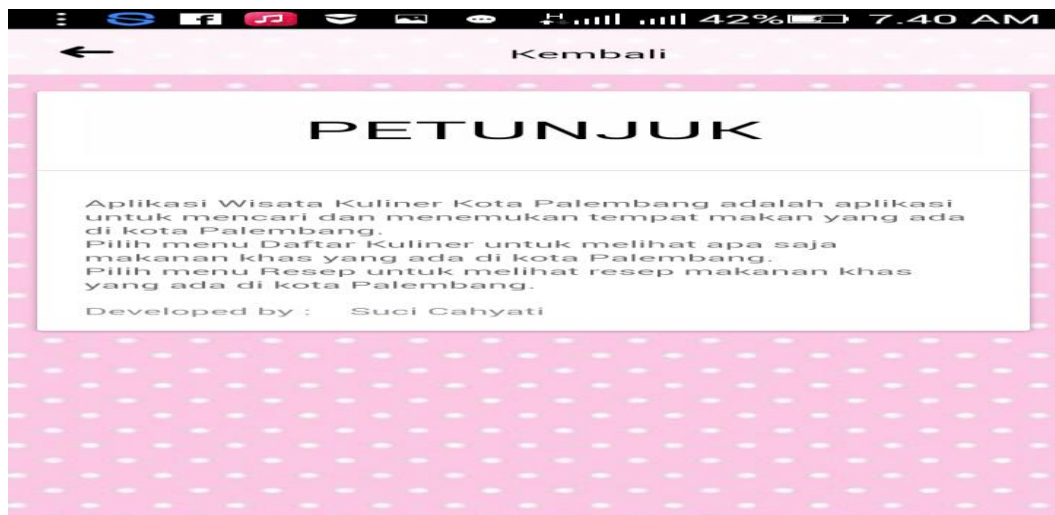 42% 7.40 AM
Kembali
PETUNJUK
Aplikasi Wisata Kuliner Kota Palembang adalah aplikasi
untuk mencari dan menemukan tempat makan yang ada
di kota Palembang.
Pilih menu Daftar Kuliner untuk melihat apa saja
makanan khas yang ada di kota Palembang.
Pilih menu Resep untuk melihat resep makanan khas
yang ada di kota Palembang.
Developed by : Suci Cahyati